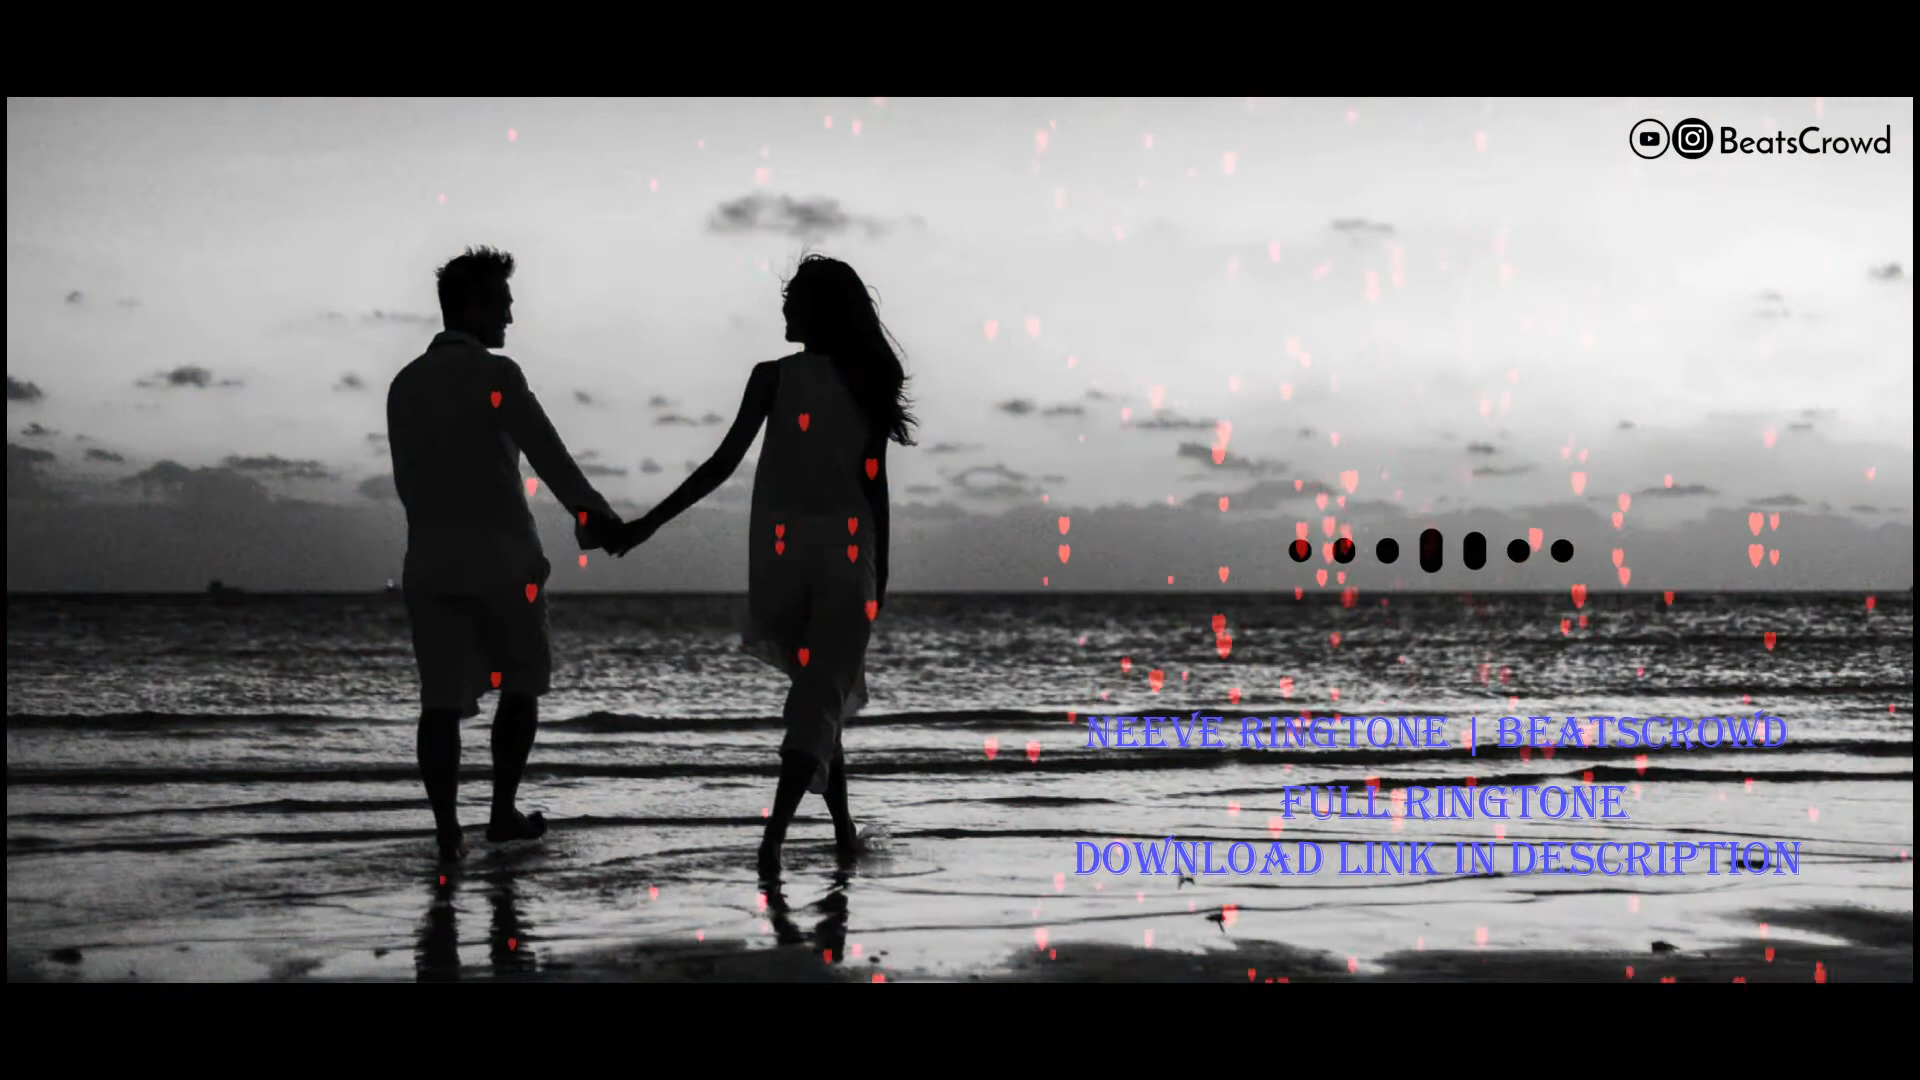 BeatsCrowd
NEEVE RINGTONE | BEATSCROWD
FULL RINGTONE
DOWNLOAD LINK IN DESCRIPTION